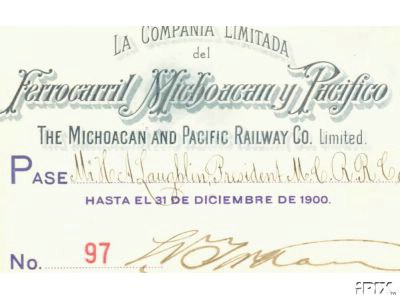 LA COMPAÑIA LIMITADA
del
Ferrocarril Michoacan y Pacifico
THE MICHOACAN AND PACIFIC RAILWAY CO. Limited.
PASE Mr. H. A. Laughlin, President M. C. R. R. Co
HASTA EL 31 DE DICIEMBRE DE 1900.
No. 97